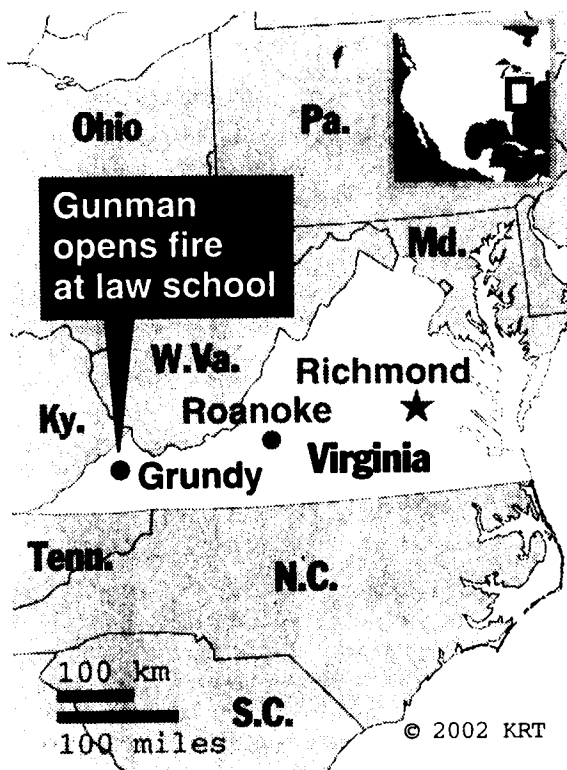 Ohio
Pa.
Gunman
opens fire
at law school
Md.
W.Va.
Richmond
Ky.
Roanoke
Virginia
Grundy
Tenn.
N.C.
100 km
S.C.
100 miles
© 2002 KRT